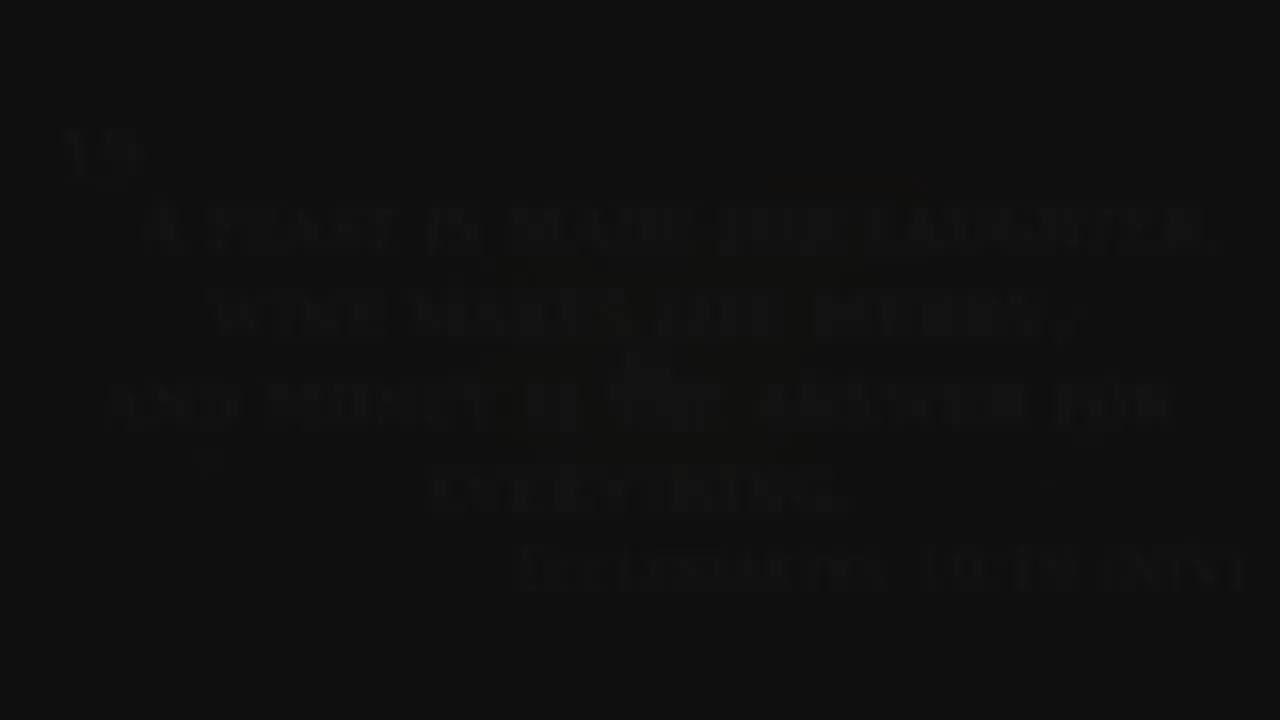 19
A FEAST IS MADE FOR LAUGHTER,
WINE MAKES LIFE MERRY,
AND MONEY IS THE ANSWER FOR
EVERYTHING.
ECCLESIASTES 10:19 (NIV)